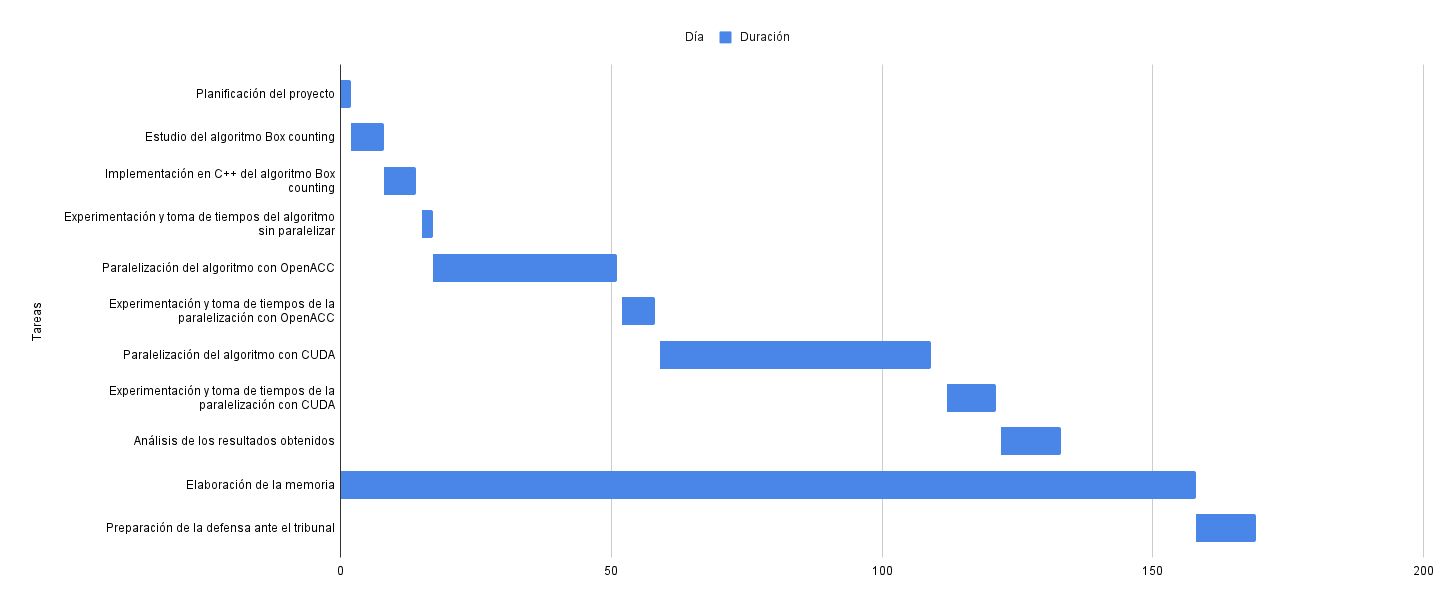 Día Duración
Planificación del proyecto
Estudio del algoritmo Box counting
Implementación en C++ del algoritmo Box
counting
Experimentación y toma de tiempos del algoritmo
sin paralelizar
Paralelización del algoritmo con OpenACC
Experimentación y toma de tiempos de la
paralelización con OpenACC
Paralelización del algoritmo con CUDA
Experimentación y toma de tiempos de la
paralelización con CUDA
Análisis de los resultados obtenidos
Elaboración de la memoria
Preparación de la defensa ante el tribunal
Tareas
0 50 100 150 200